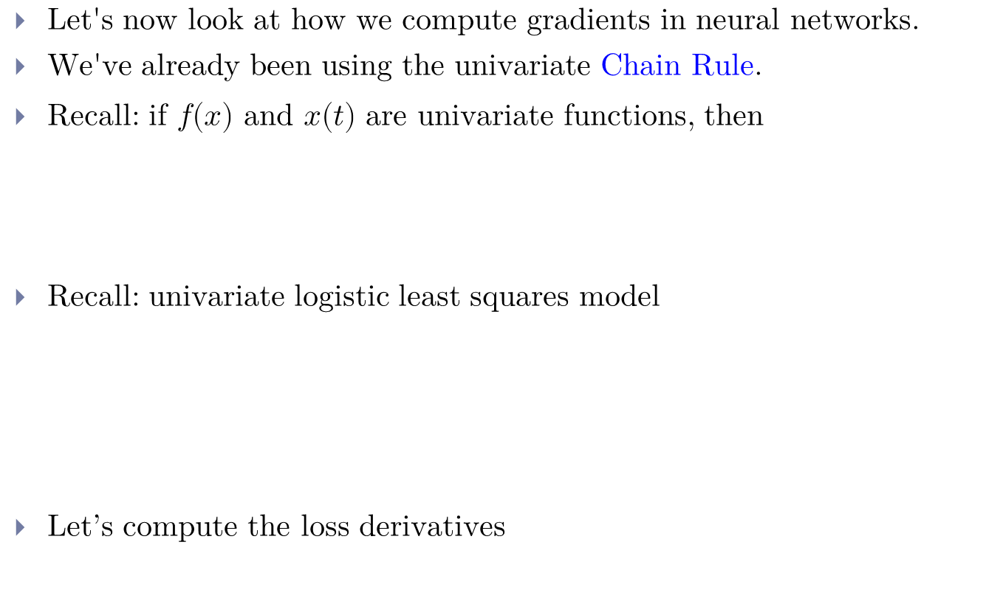 Let's now look at how we compute gradients in neural networks.
We've already been using the univariate Chain Rule.
Recall: if f(x) and x(t) are univariate functions, then
Recall: univariate logistic least squares model
Let’s compute the loss derivatives